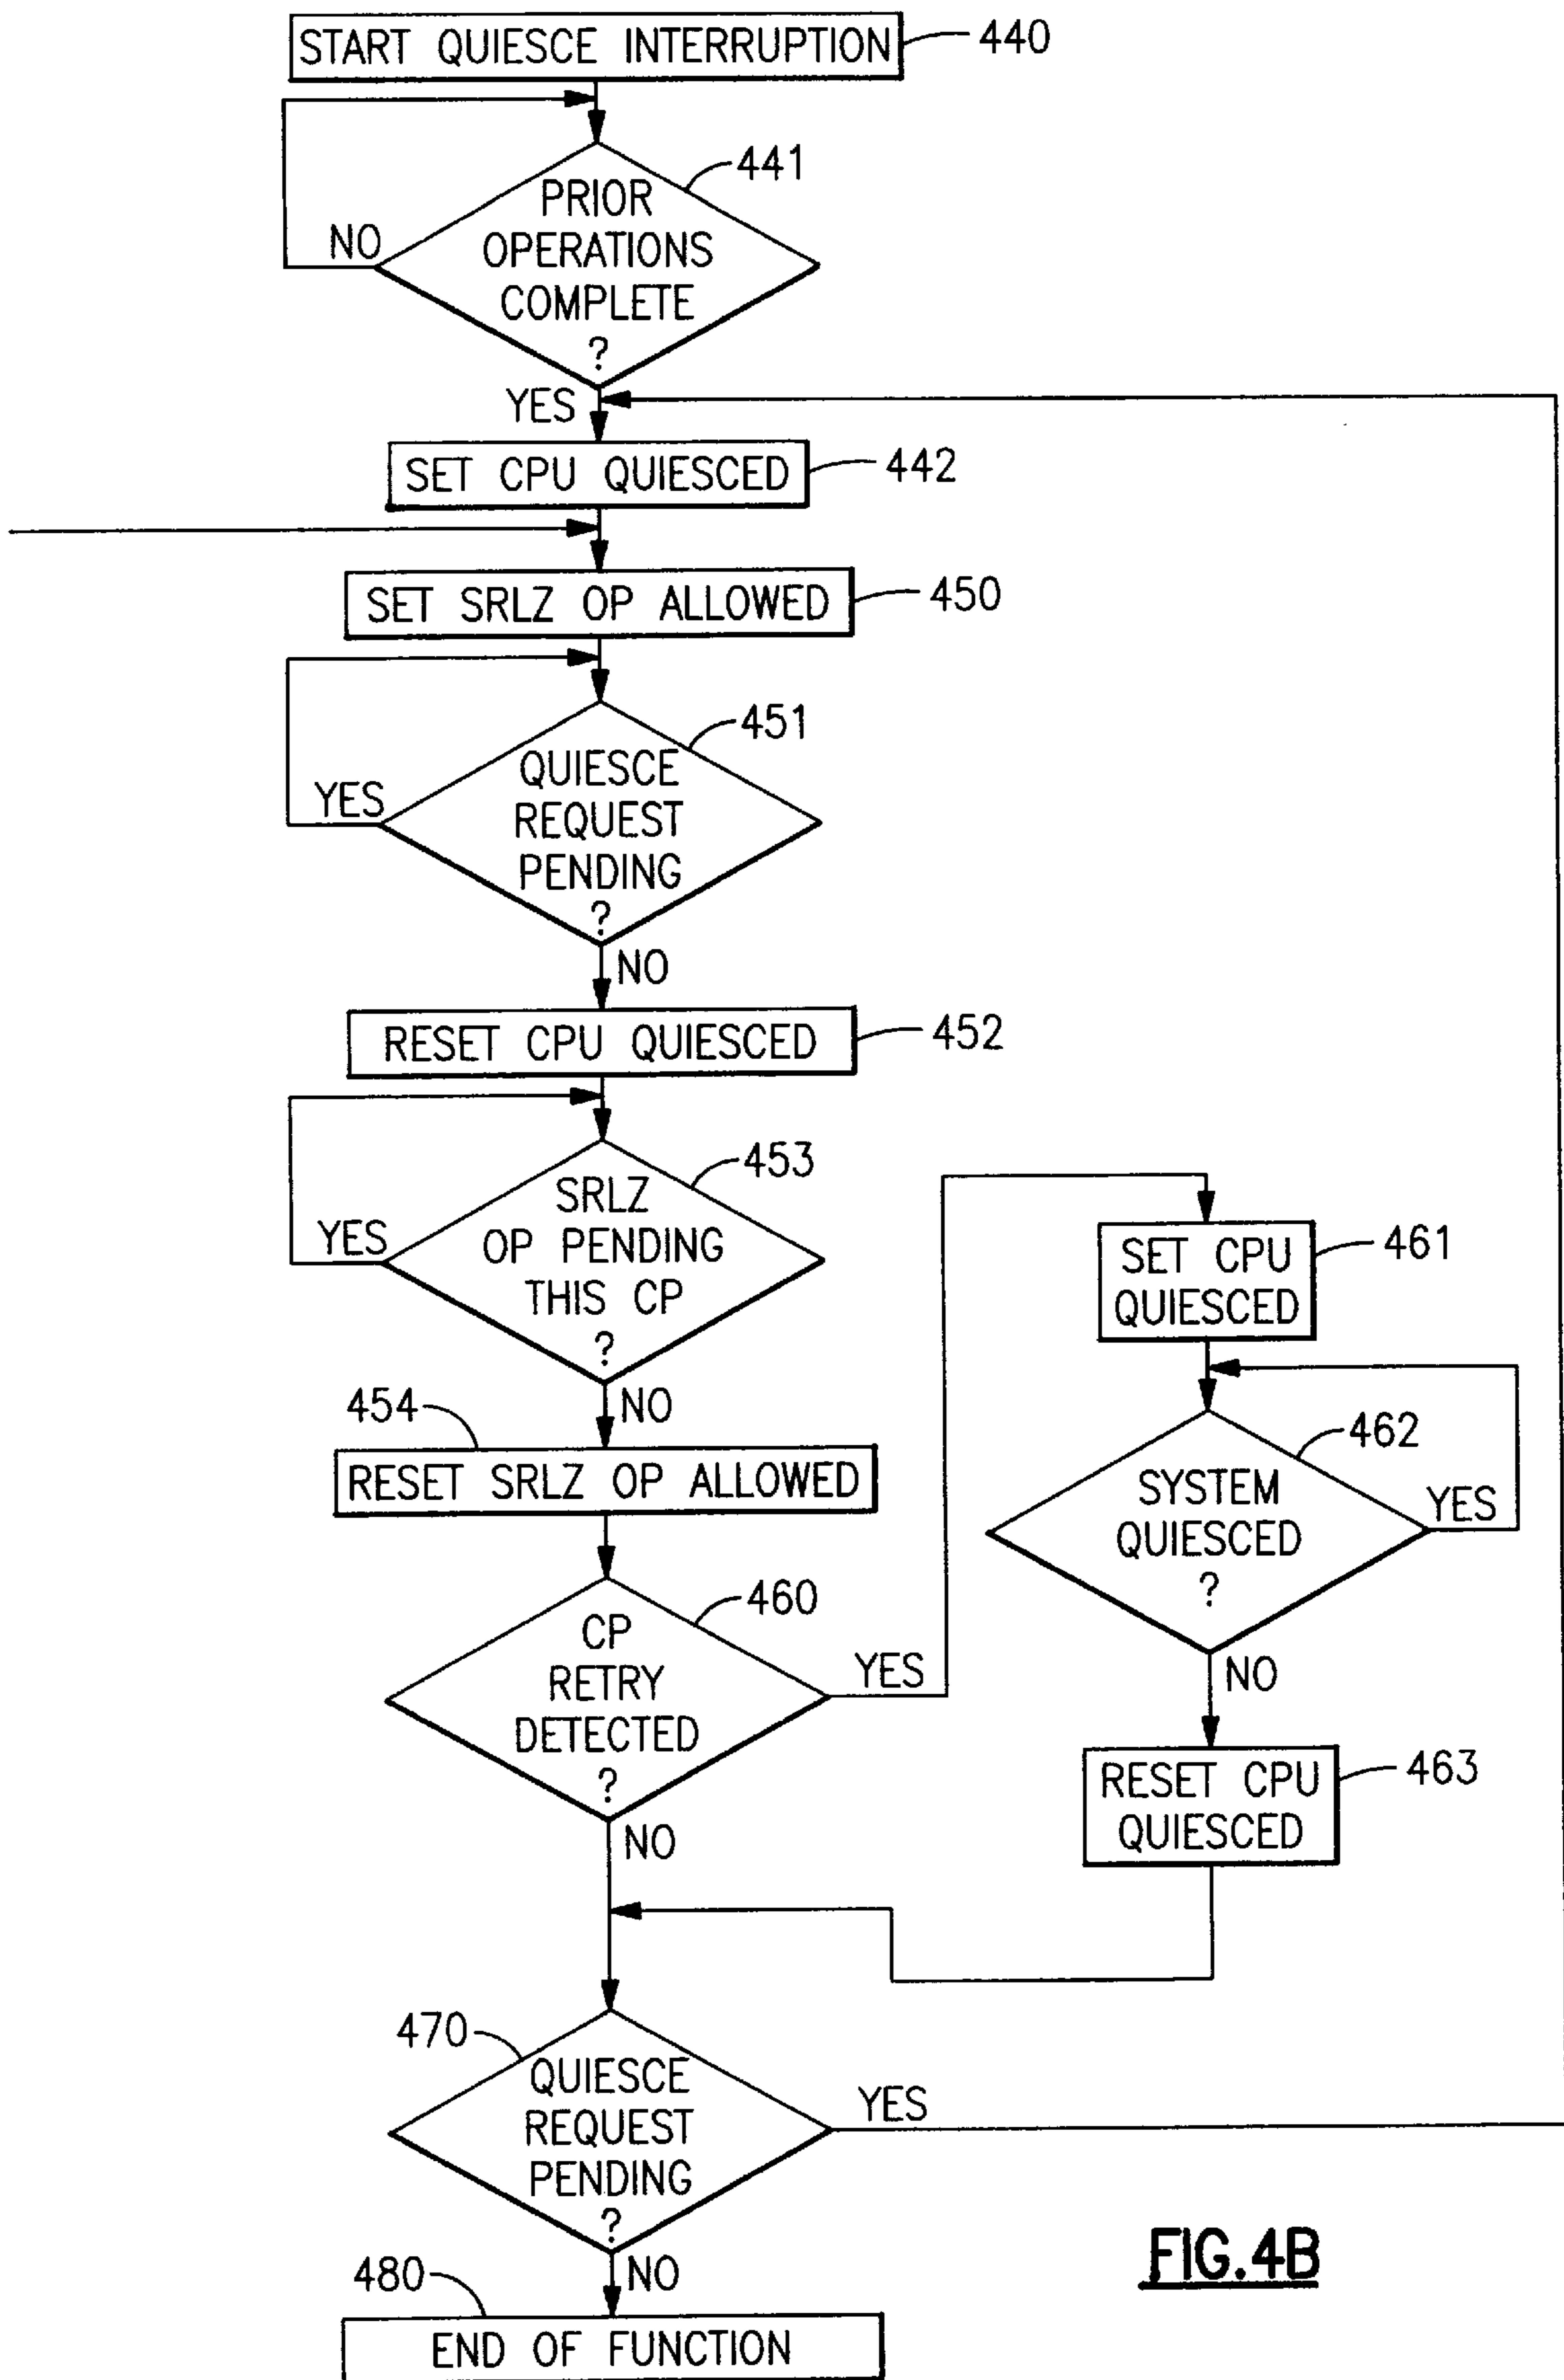 START QUIESCE INTERRUPTION
440
441
PRIOR
OPERATIONS
COMPLETE
?
NO
YES
SET CPU QUIESCED
442
SET SRLZ OP ALLOWED
450
451
QUIESCE
REQUEST
PENDING
?
YES
NO
RESET CPU QUIESCED
452
453
SRLZ
OP PENDING
THIS CP
?
YES
NO
454
RESET SRLZ OP ALLOWED
460
CP
RETRY
DETECTED
?
YES
NO
SET CPU
QUIESCED
461
462
SYSTEM
QUIESCED
?
YES
NO
RESET CPU
QUIESCED
463
470
QUIESCE
REQUEST
PENDING
?
YES
NO
480
END OF FUNCTION
FIG.4B